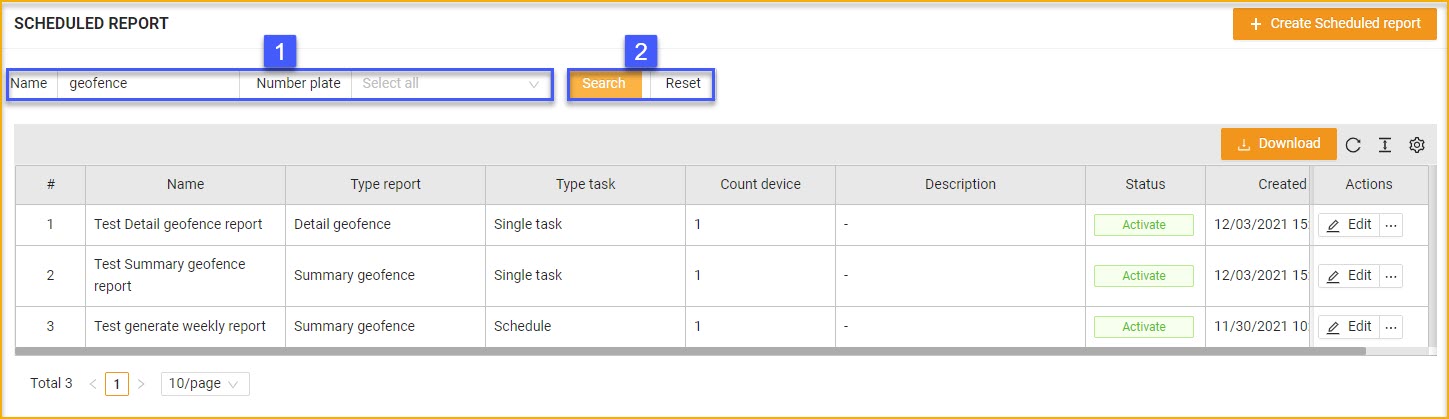 SCHEDULED REPORT
+ Create Scheduled report
1
2
Name geofence Number plate Select all Search Reset
Download
# Name Type report Type task Count device Description Status Created Actions
1 Test Detail geofence report Detail geofence Single task 1 - Activate 12/03/2021 15: Edit ...
2 Test Summary geofence report Summary geofence Single task 1 - Activate 12/03/2021 15: Edit ...
3 Test generate weekly report Summary geofence Schedule 1 - Activate 11/30/2021 10: Edit ...
Total 3 < 1 > 10/page